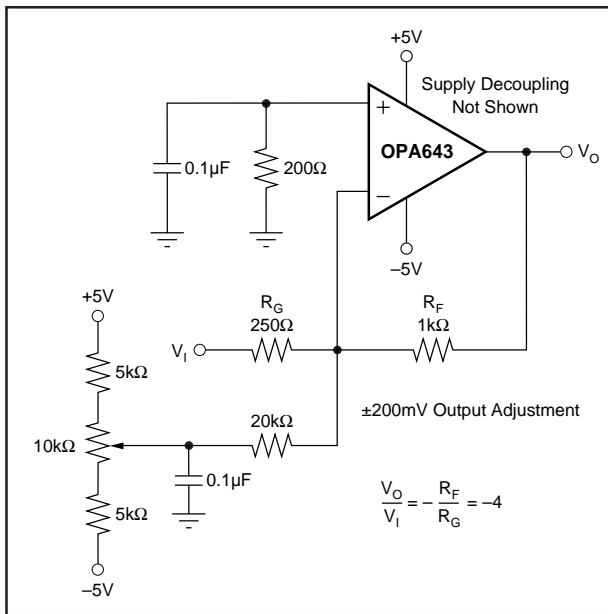 +5V
Supply Decoupling
Not Shown
+
OPA643
−
V_O
0.1µF
200Ω
−5V
+5V
R_G
250Ω
R_F
1kΩ
V_I
5kΩ
10kΩ
20kΩ
±200mV Output Adjustment
0.1µF
5kΩ
V_O/V_I = − R_F/R_G = −4
−5V